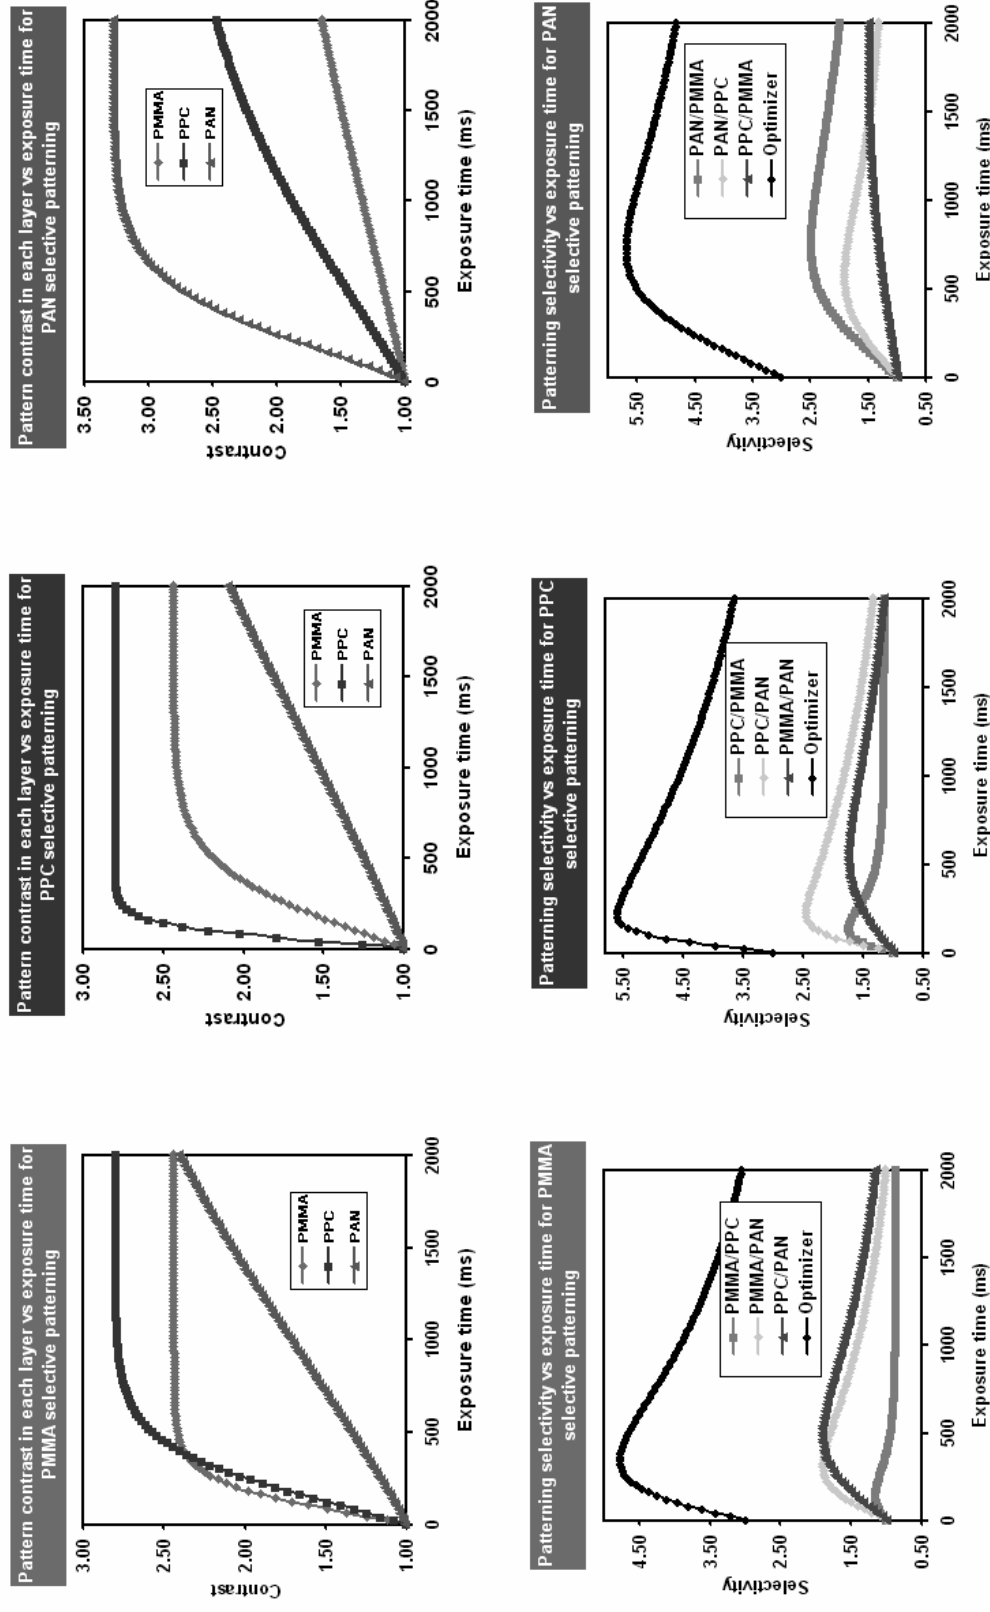 Pattern contrast in each layer vs exposure time for
PMMA selective patterning
3.00
2.50
2.00
1.50
1.00
Contrast
PMMA
PPC
PAN
0
500
1000
1500
2000
Exposure time (ms)
Pattern contrast in each layer vs exposure time for
PPC selective patterning
3.00
2.50
2.00
1.50
1.00
Contrast
PMMA
PPC
PAN
0
500
1000
1500
2000
Exposure time (ms)
Pattern contrast in each layer vs exposure time for
PAN selective patterning
3.50
3.00
2.50
2.00
1.50
1.00
Contrast
PMMA
PPC
PAN
0
500
1000
1500
2000
Exposure time (ms)
Patterning selectivity vs exposure time for PMMA
selective patterning
4.50
3.50
2.50
1.50
0.50
Selectivity
PMMA/PPC
PMMA/PAN
PPC/PAN
Optimizer
0
500
1000
1500
2000
Exposure time (ms)
Patterning selectivity vs exposure time for PPC
selective patterning
5.50
4.50
3.50
2.50
1.50
0.50
Selectivity
PPC/PMMA
PPC/PAN
PMMA/PAN
Optimizer
0
500
1000
1500
2000
Exposure time (ms)
Patterning selectivity vs exposure time for PAN
selective patterning
5.50
4.50
3.50
2.50
1.50
0.50
Selectivity
PAN/PMMA
PAN/PPC
PPC/PMMA
Optimizer
0
500
1000
1500
2000
Exposure time (ms)